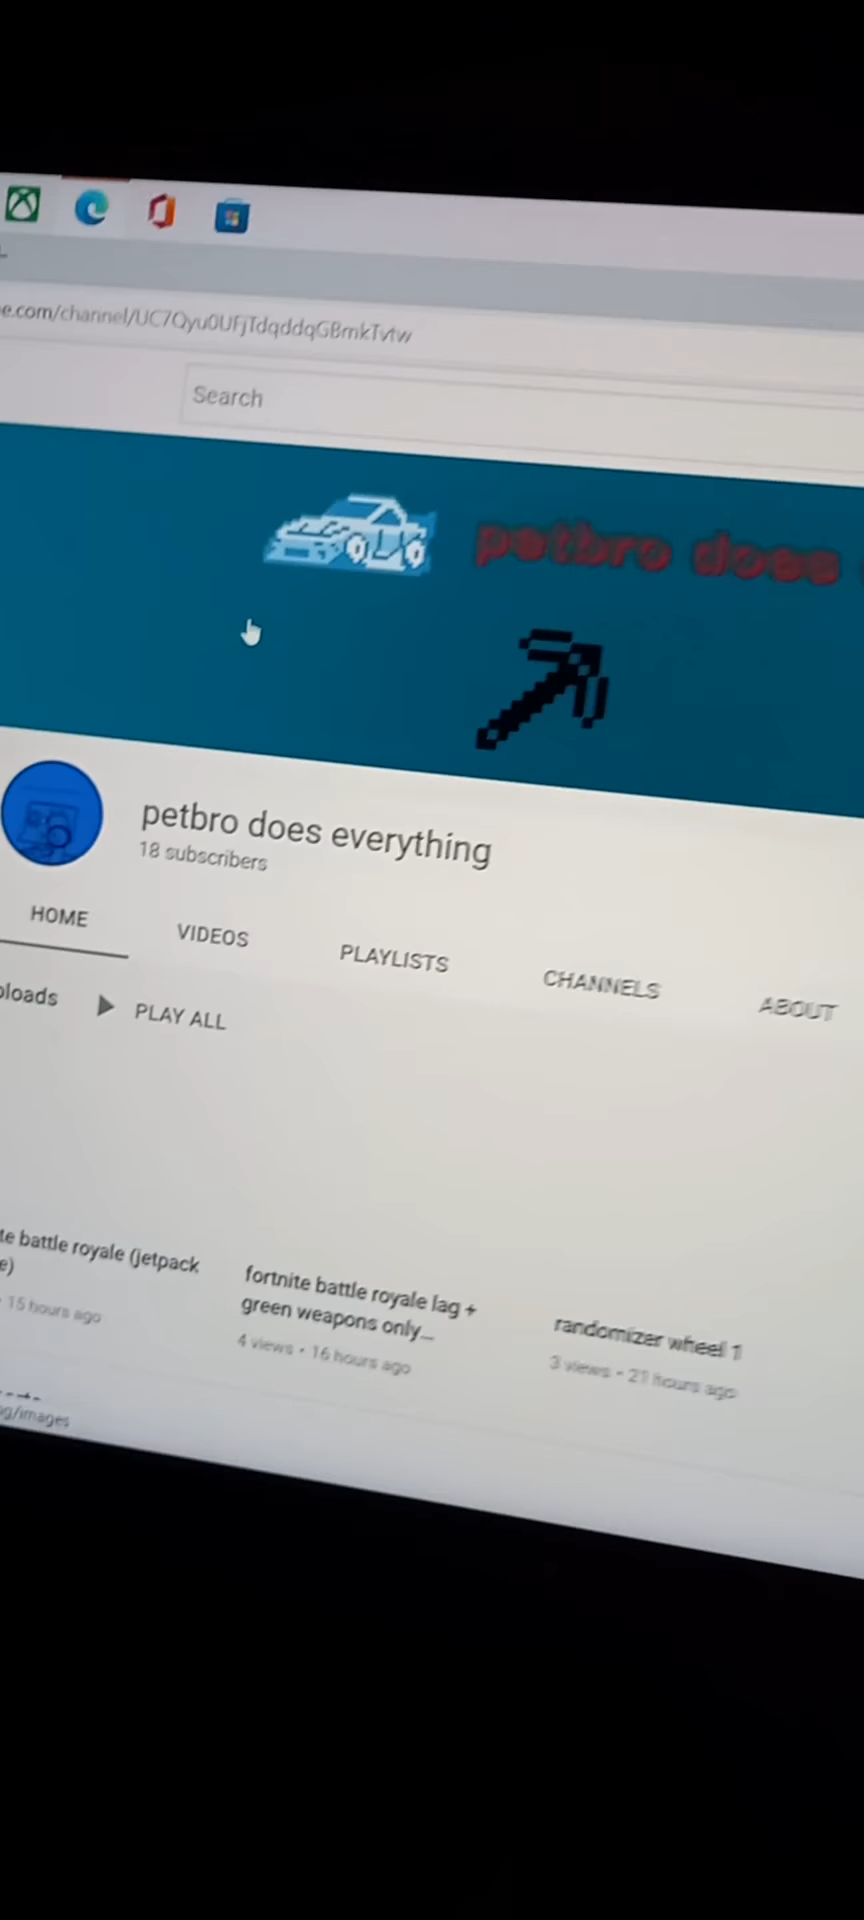 e.com/channel/UC7Qyu0UFjTdqddqGBmkTvtw
Search
petbro does
petbro does everything
18 subscribers
HOME VIDEOS PLAYLISTS CHANNELS ABOUT
ploads PLAY ALL
te battle royale (jetpack
e)
• 15 hours ago
fortnite battle royale lag +
green weapons only...
4 views • 16 hours ago
randomizer wheel 1
3 views • 21 hours ago
ng/images